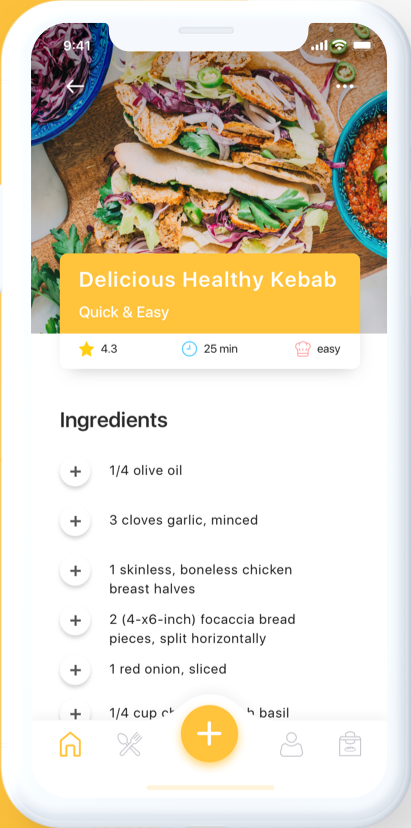 9:41
Delicious Healthy Kebab
Quick & Easy
4.3
25 min
easy
Ingredients
1/4 olive oil
3 cloves garlic, minced
1 skinless, boneless chicken
breast halves
2 (4-x6-inch) focaccia bread
pieces, split horizontally
1 red onion, sliced
1/4 cup basil